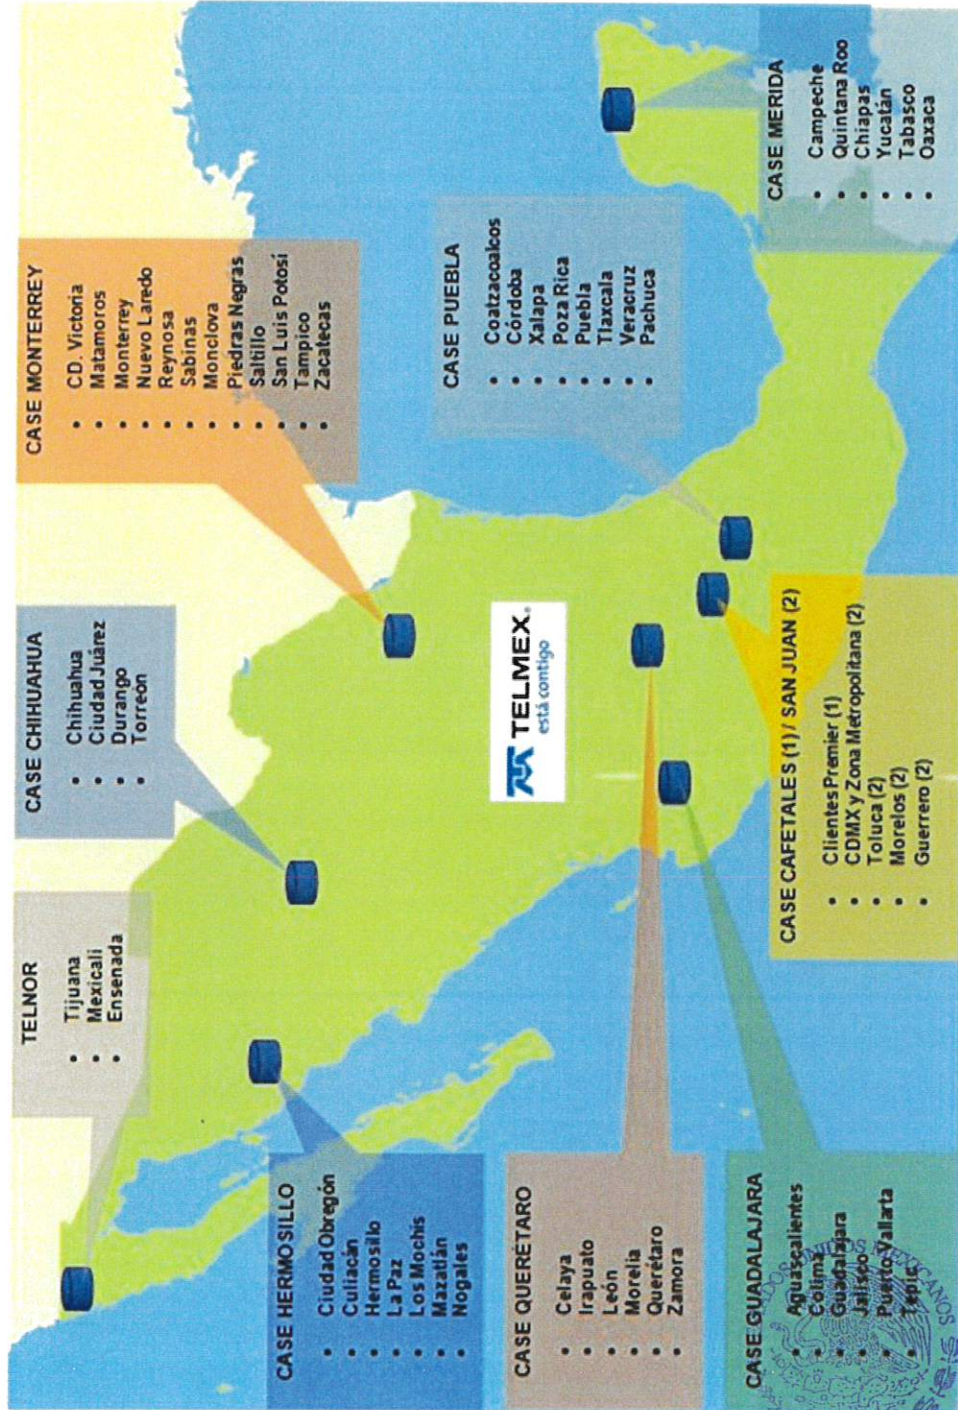 TELNOR
• Tijuana
• Mexicali
• Ensenada
CASE CHIHUAHUA
• Chihuahua
• Ciudad Juárez
• Durango
• Torreón
CASE MONTERREY
• CD. Victoria
• Matamoros
• Monterrey
• Nuevo Laredo
• Reynosa
• Sabinas
• Monclova
• Piedras Negras
• Saltillo
• San Luis Potosí
• Tampico
• Zacatecas
CASE HERMOSILLO
• Ciudad Obregón
• Culiacán
• Hermosilo
• La Paz
• Los Mochis
• Mazatlán
• Nogales
TELMEX®
está contigo
CASE PUEBLA
• Coatzacoalcos
• Córdoba
• Xalapa
• Poza Rica
• Puebla
• Tlaxcala
• Veracruz
• Pachuca
CASE QUERÉTARO
• Celaya
• Irapuato
• León
• Morelia
• Querétaro
• Zamora
CASE GUADALAJARA
• Aguascalientes
• Colima
• Guadalajara
• Jalisco
• Puerto Vallarta
• Tepic
CASE CAFETALES (1) / SAN JUAN (2)
• Clientes Premier (1)
• CDMX y Zona Metropolitana (2)
• Toluca (2)
• Morelos (2)
• Guerrero (2)
CASE MERIDA
• Campeche
• Quintana Roo
• Chiapas
• Yucatán
• Tabasco
• Oaxaca
UNIDOS MEXICANOS